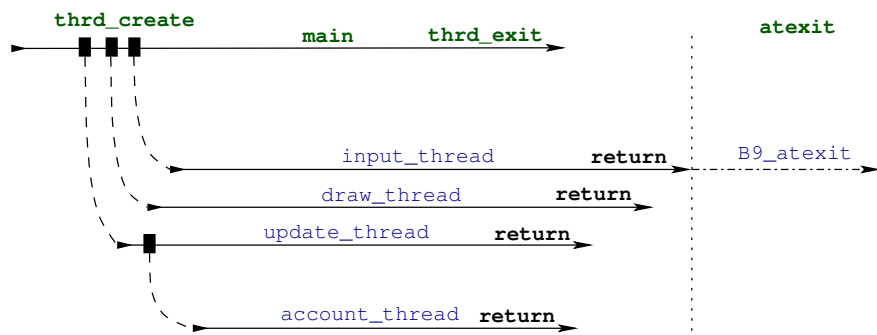 thrd_create
main thrd_exit atexit
input_thread return B9_atexit
draw_thread return
update_thread return
account_thread return